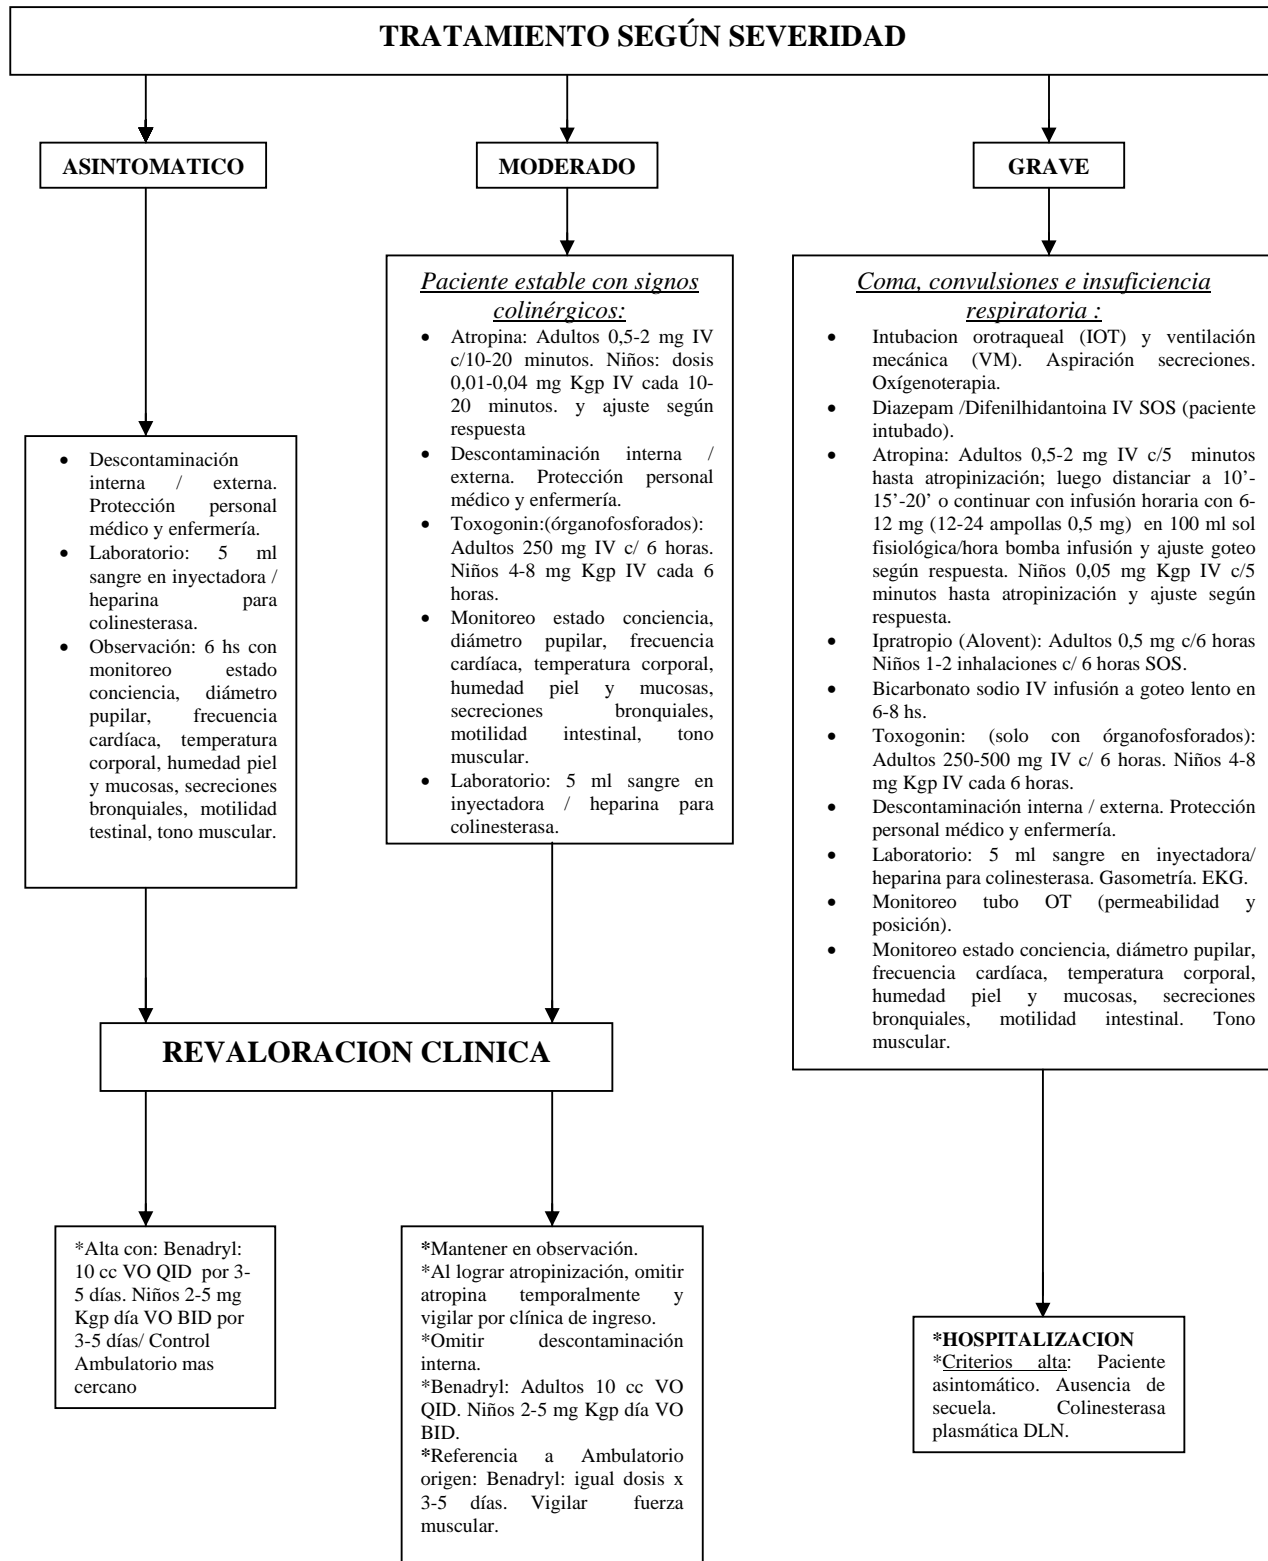 TRATAMIENTO SEGÚN SEVERIDAD
ASINTOMATICO
MODERADO
GRAVE
• Descontaminación
interna / externa.
Protección personal
médico y enfermería.
• Laboratorio: 5 ml
sangre en inyectadora /
heparina para
colinesterasa.
• Observación: 6 hs con
monitoreo estado
conciencia, diámetro
pupilar, frecuencia
cardíaca, temperatura
corporal, humedad piel
y mucosas, secreciones
bronquiales, motilidad
testinal, tono muscular.
Paciente estable con signos
colinérgicos:
• Atropina: Adultos 0,5-2 mg IV
c/10-20 minutos. Niños: dosis
0,01-0,04 mg Kgp IV cada 10-
20 minutos. y ajuste según
respuesta
• Descontaminación interna /
externa. Protección personal
médico y enfermería.
• Toxogonin:(órganofosforados):
Adultos 250 mg IV c/ 6 horas.
Niños 4-8 mg Kgp IV cada 6
horas.
• Monitoreo estado conciencia,
diámetro pupilar, frecuencia
cardíaca, temperatura corporal,
humedad piel y mucosas,
secreciones bronquiales,
motilidad intestinal, tono
muscular.
• Laboratorio: 5 ml sangre en
inyectadora / heparina para
colinesterasa.
Coma, convulsiones e insuficiencia
respiratoria :
• Intubacion orotraqueal (IOT) y ventilación
mecánica (VM). Aspiración secreciones.
Oxígenoterapia.
• Diazepam /Difenilhidantoina IV SOS (paciente
intubado).
• Atropina: Adultos 0,5-2 mg IV c/5 minutos
hasta atropinización; luego distanciar a 10’-
15’-20’ o continuar con infusión horaria con 6-
12 mg (12-24 ampollas 0,5 mg) en 100 ml sol
fisiológica/hora bomba infusión y ajuste goteo
según respuesta. Niños 0,05 mg Kgp IV c/5
minutos hasta atropinización y ajuste según
respuesta.
• Ipratropio (Alovent): Adultos 0,5 mg c/6 horas
Niños 1-2 inhalaciones c/ 6 horas SOS.
• Bicarbonato sodio IV infusión a goteo lento en
6-8 hs.
• Toxogonin: (solo con órganofosforados):
Adultos 250-500 mg IV c/ 6 horas. Niños 4-8
mg Kgp IV cada 6 horas.
• Descontaminación interna / externa. Protección
personal médico y enfermería.
• Laboratorio: 5 ml sangre en inyectadora/
heparina para colinesterasa. Gasometría. EKG.
• Monitoreo tubo OT (permeabilidad y
posición).
• Monitoreo estado conciencia, diámetro pupilar,
frecuencia cardíaca, temperatura corporal,
humedad piel y mucosas, secreciones
bronquiales, motilidad intestinal. Tono
muscular.
REVALORACION CLINICA
*Alta con: Benadryl:
10 cc VO QID por 3-
5 días. Niños 2-5 mg
Kgp día VO BID por
3-5 días/ Control
Ambulatorio mas
cercano
*Mantener en observación.
*Al lograr atropinización, omitir
atropina temporalmente y
vigilar por clínica de ingreso.
*Omitir descontaminación
interna.
*Benadryl: Adultos 10 cc VO
QID. Niños 2-5 mg Kgp día VO
BID.
*Referencia a Ambulatorio
origen: Benadryl: igual dosis x
3-5 días. Vigilar fuerza
muscular.
*HOSPITALIZACION
*Criterios alta: Paciente
asintomático. Ausencia de
secuela. Colinesterasa
plasmática DLN.